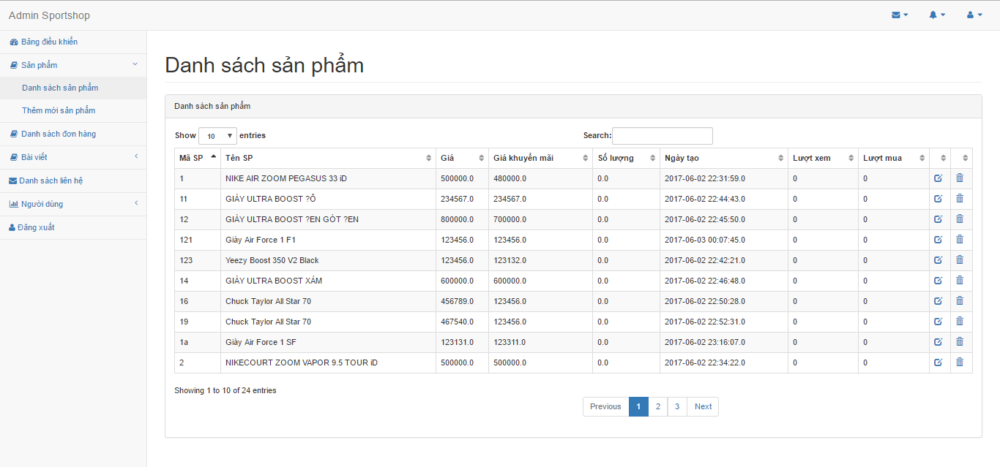 Admin Sportshop
Bảng điều khiển
Sản phẩm
Danh sách sản phẩm
Thêm mới sản phẩm
Danh sách đơn hàng
Bài viết
Danh sách liên hệ
Người dùng
Đăng xuất
Danh sách sản phẩm
Danh sách sản phẩm
Show 10 entries Search:
Mã SP Tên SP Giá Giá khuyến mãi Số lượng Ngày tạo Lượt xem Lượt mua
1 NIKE AIR ZOOM PEGASUS 33 iD 500000.0 480000.0 0.0 2017-06-02 22:31:59.0 0 0
11 GIÀY ULTRA BOOST ?Ô 234567.0 234567.0 0.0 2017-06-02 22:44:43.0 0 0
12 GIÀY ULTRA BOOST ?EN GÓT ?EN 800000.0 700000.0 0.0 2017-06-02 22:45:50.0 0 0
121 Giày Air Force 1 F1 123456.0 123456.0 0.0 2017-06-03 00:07:45.0 0 0
123 Yeezy Boost 350 V2 Black 123456.0 123132.0 0.0 2017-06-02 22:42:21.0 0 0
14 GIÀY ULTRA BOOST XÁM 600000.0 600000.0 0.0 2017-06-02 22:46:48.0 0 0
16 Chuck Taylor All Star 70 456789.0 123456.0 0.0 2017-06-02 22:50:28.0 0 0
19 Chuck Taylor All Star 70 467540.0 123456.0 0.0 2017-06-02 22:52:31.0 0 0
1a Giày Air Force 1 SF 123131.0 123311.0 0.0 2017-06-02 23:16:07.0 0 0
2 NIKECOURT ZOOM VAPOR 9.5 TOUR iD 500000.0 500000.0 0.0 2017-06-02 22:34:22.0 0 0
Showing 1 to 10 of 24 entries
Previous 1 2 3 Next